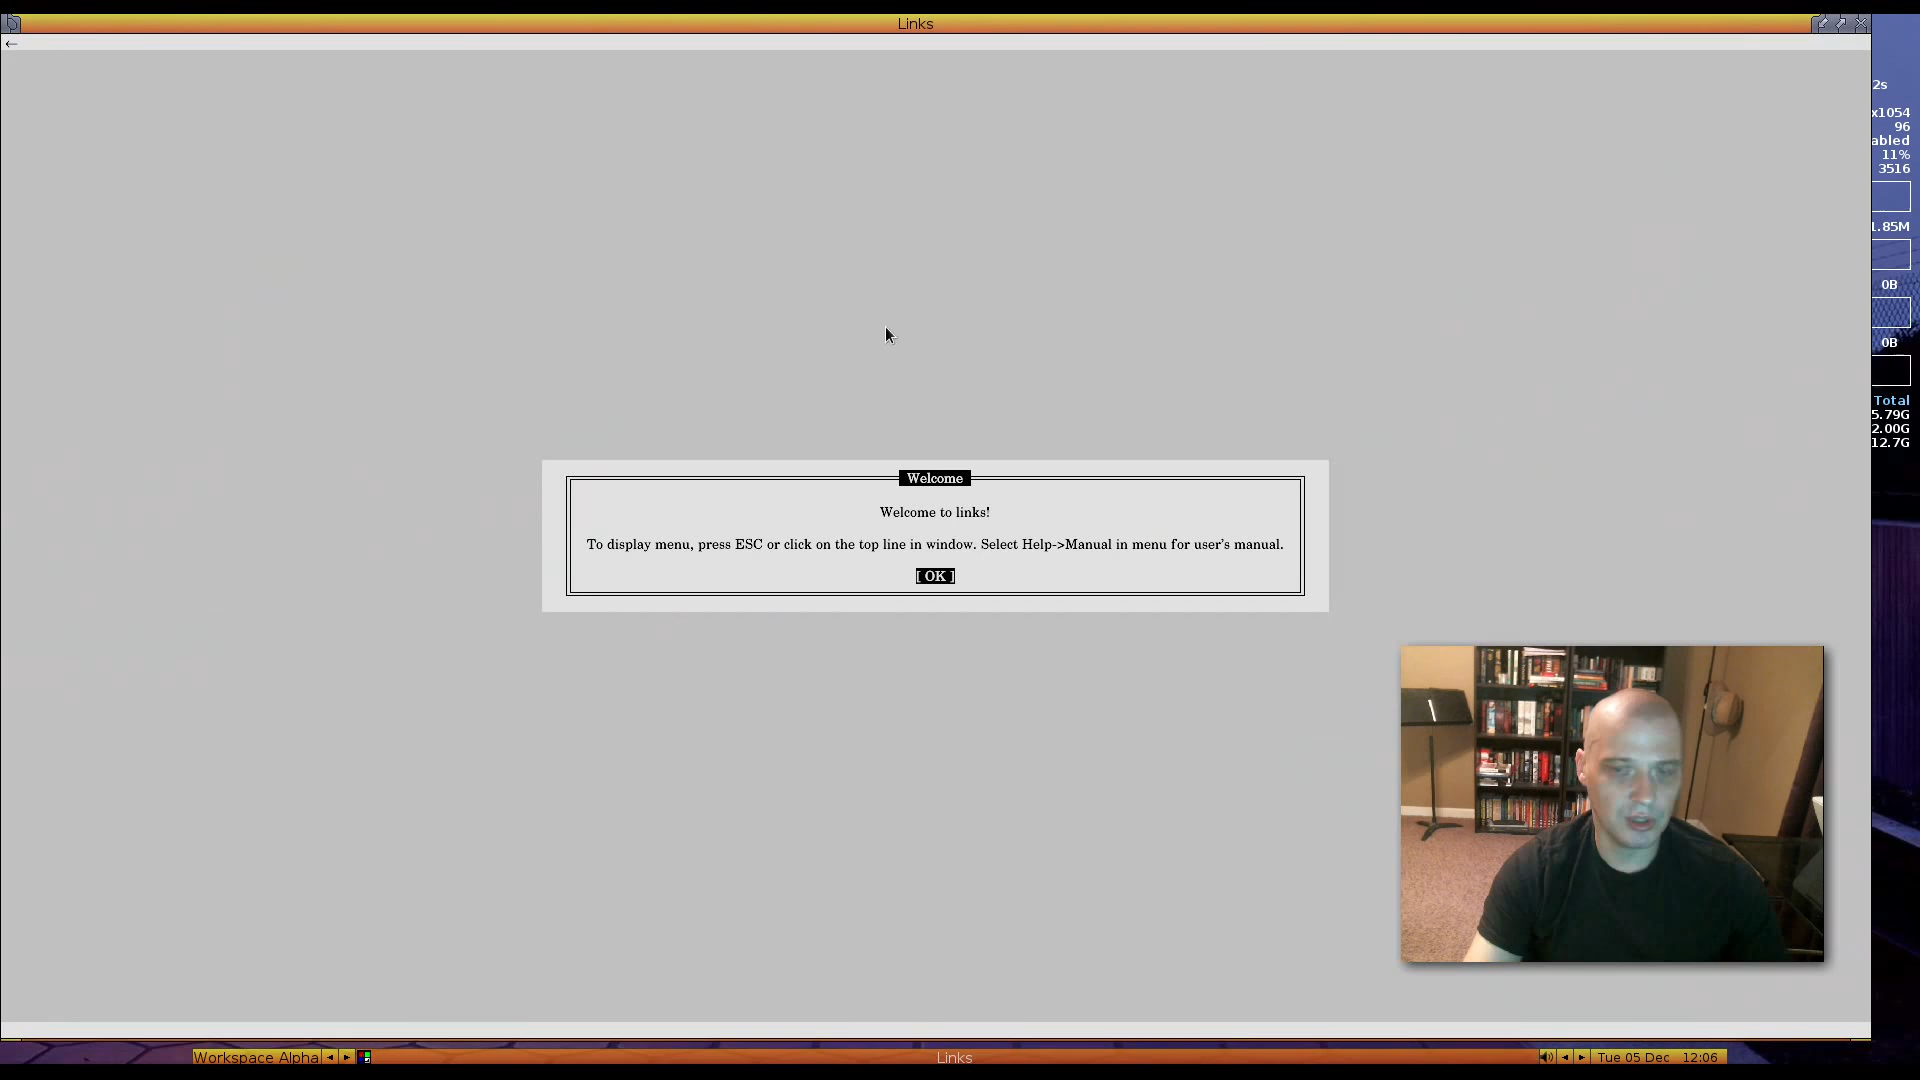 Links
←
2s
x1054
96
abled
11%
3516
1.85M
0B
0B
Total
5.79G
2.00G
12.7G
Welcome
Welcome to links!
To display menu, press ESC or click on the top line in window. Select Help->Manual in menu for user's manual.
[ OK ]
Workspace Alpha
Links
Tue 05 Dec 12:06